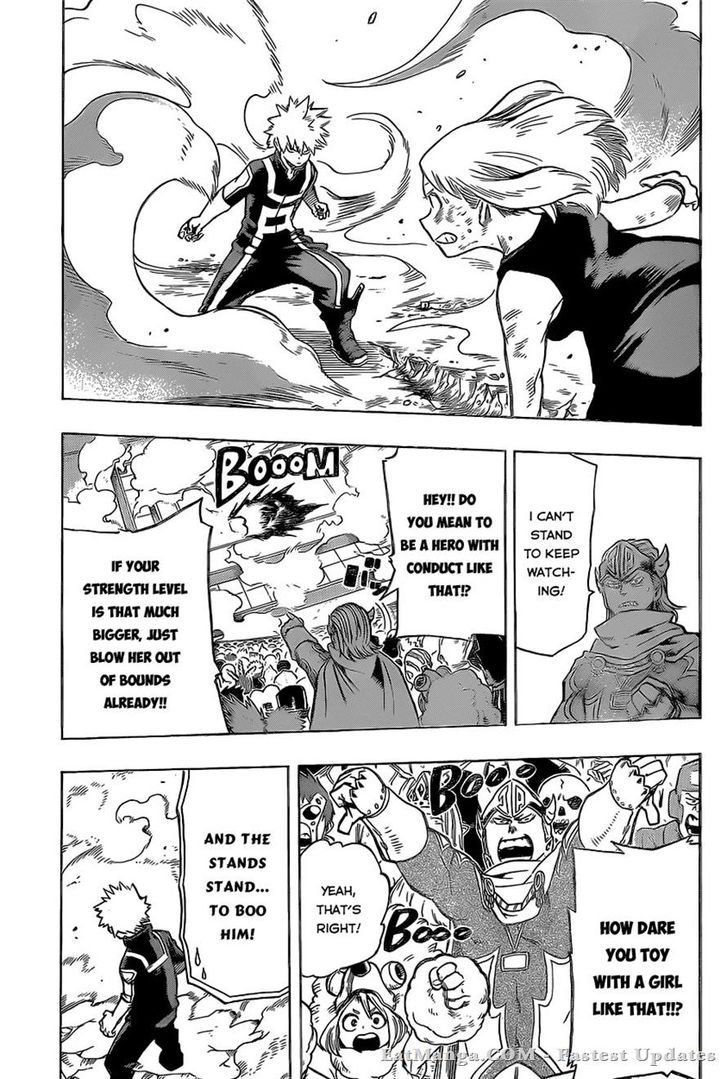 I CAN'T
STAND
TO KEEP
WATCH-
ING!
HEY!! DO
YOU MEAN TO
BE A HERO WITH
CONDUCT LIKE
THAT!?
BOOOM
IF YOUR
STRENGTH LEVEL
IS THAT MUCH
BIGGER, JUST
BLOW HER OUT
OF BOUNDS
ALREADY!!
BOOO
HOW DARE
YOU TOY
WITH A GIRL
LIKE THAT!!?
YEAH,
THAT'S
RIGHT!
BOOO
AND THE
STANDS
STAND...
TO BOO
HIM!
EatManga.COM - Fastest Updates